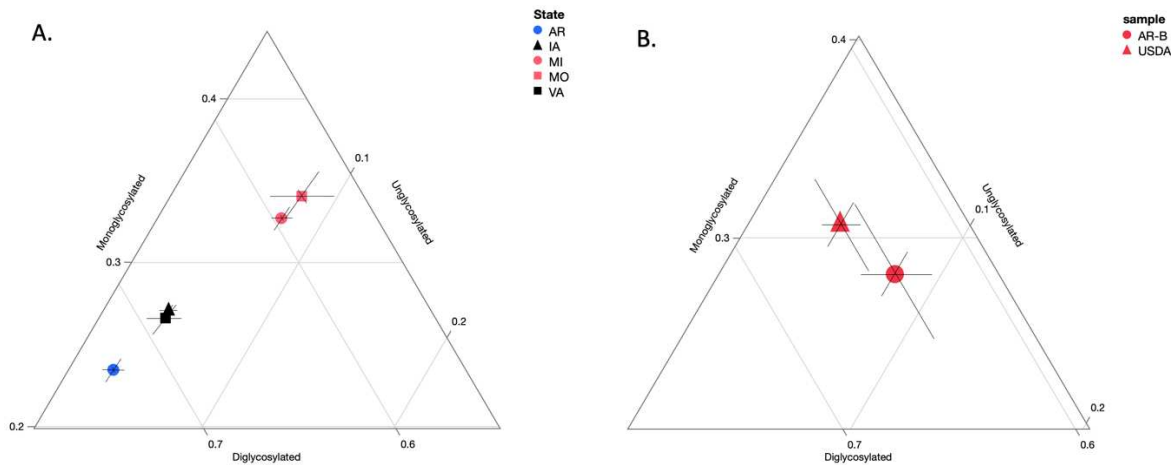 A.
State
AR
IA
MI
MO
VA
0.4
0.1
Monoglycosylated
Unglycosylated
0.3
0.2
0.2
0.7
0.6
Diglycosylated
B.
sample
AR-B
USDA
0.4
Monoglycosylated
Unglycosylated
0.1
0.3
0.2
0.7
0.6
Diglycosylated